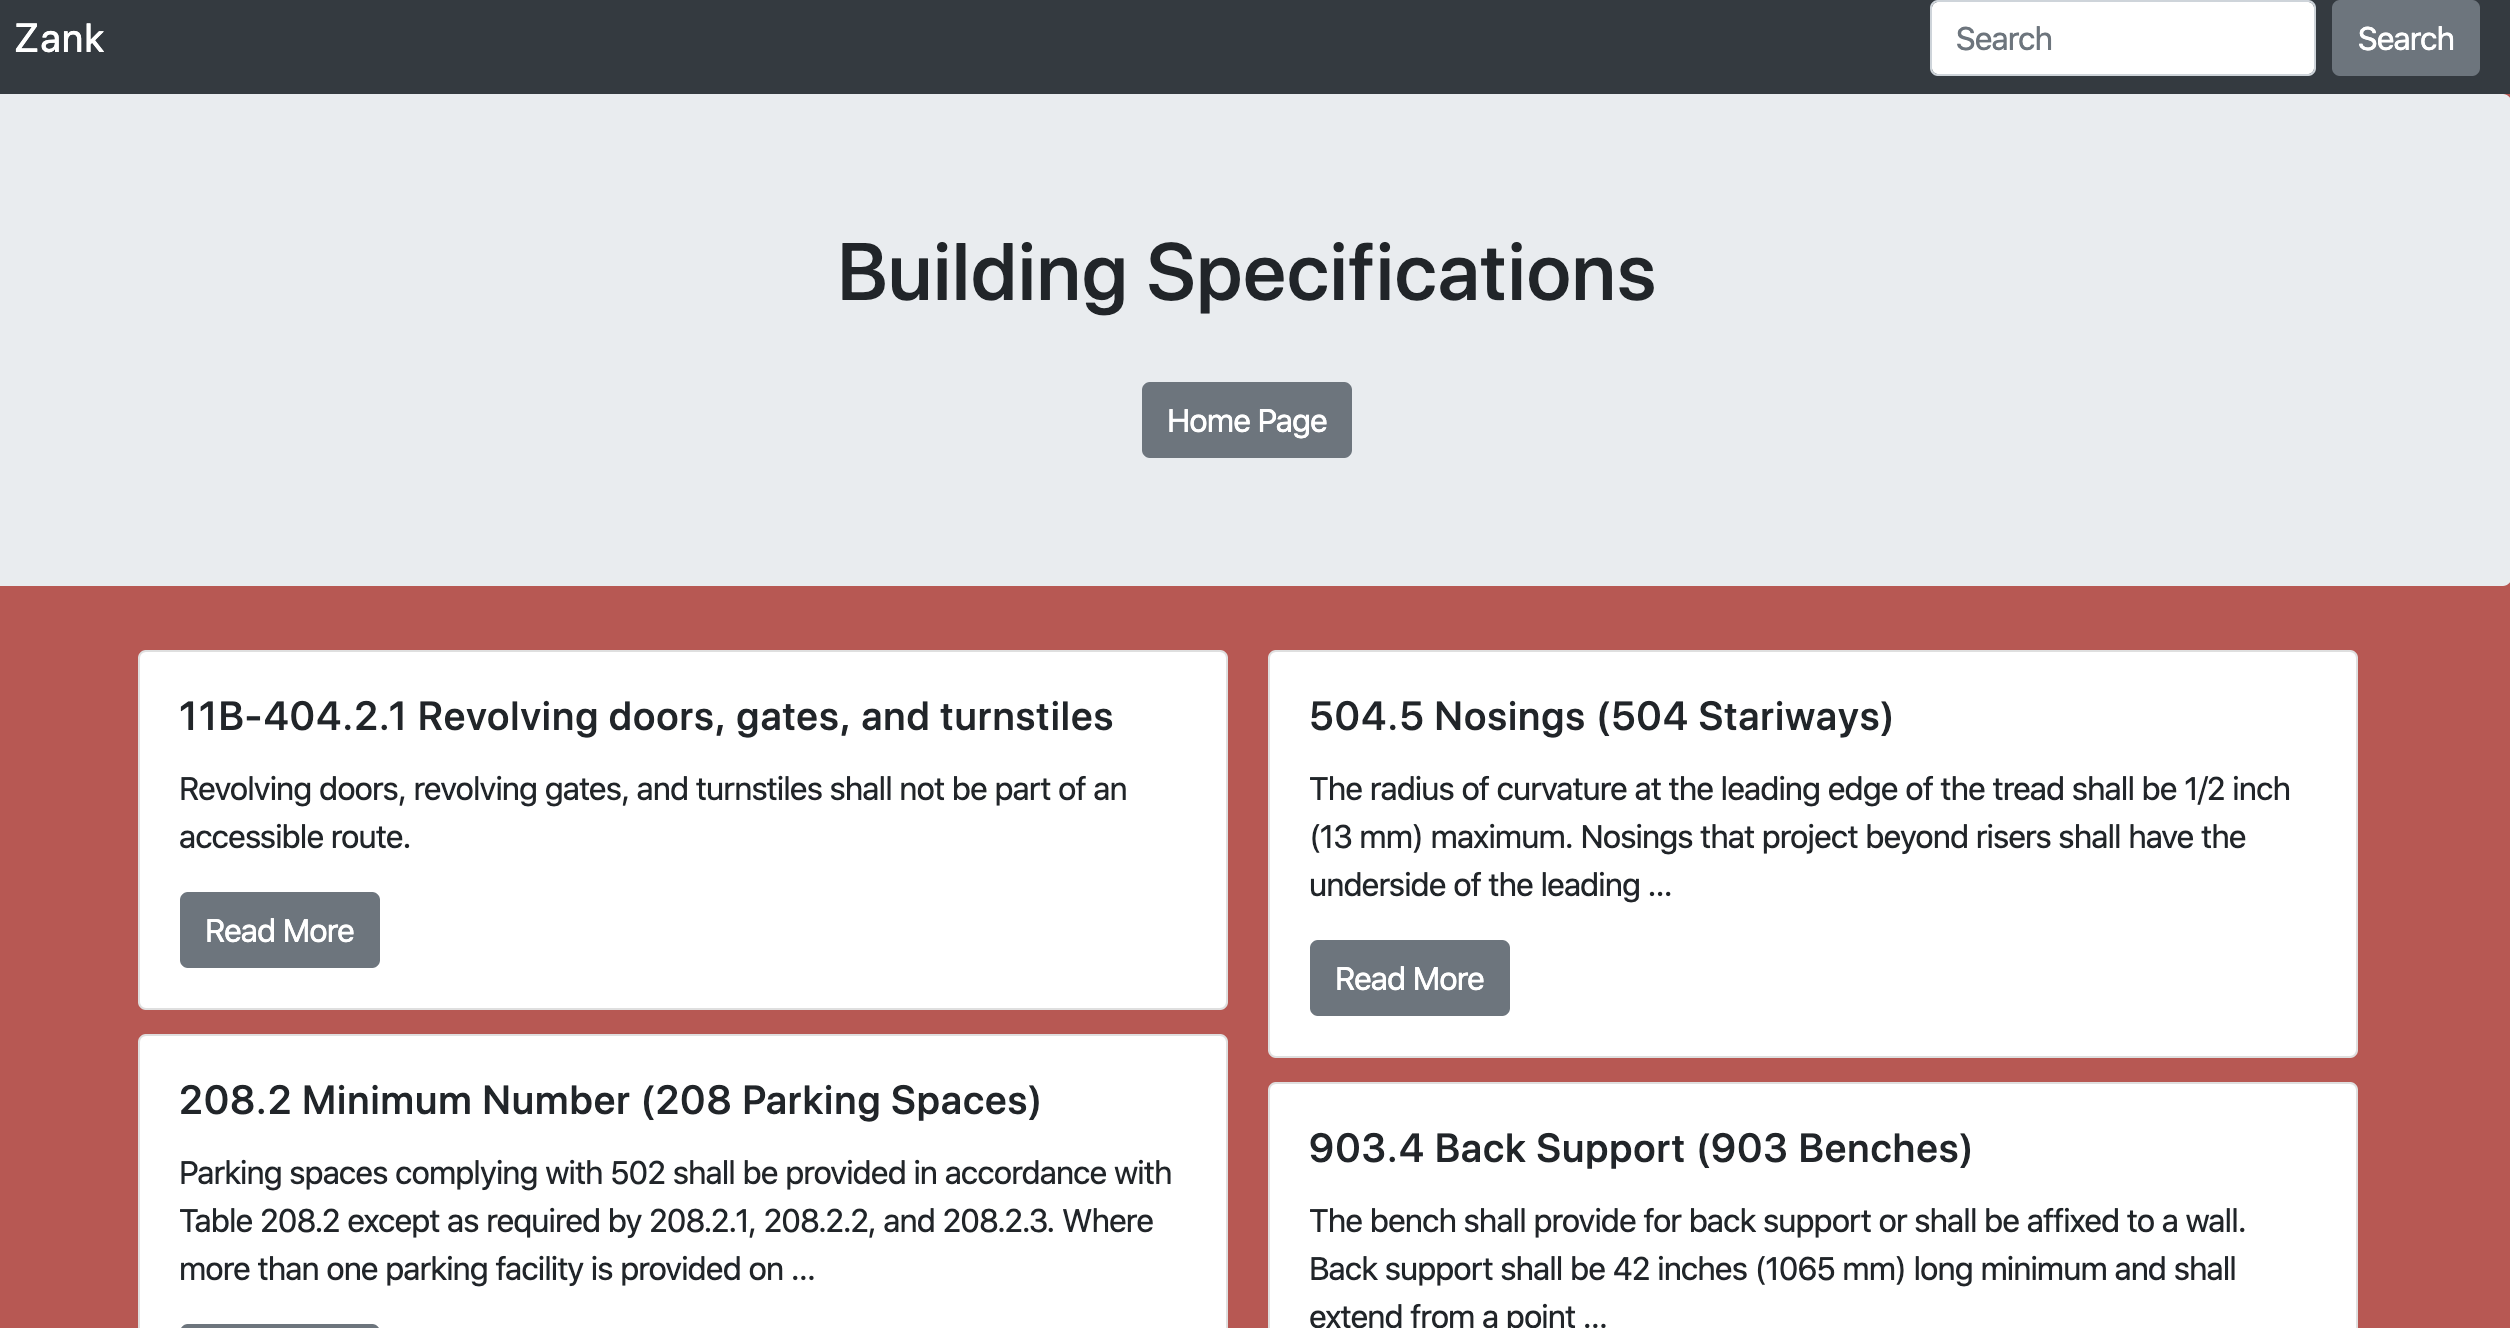 Zank
Search
Search
Building Specifications
Home Page
11B-404.2.1 Revolving doors, gates, and turnstiles
Revolving doors, revolving gates, and turnstiles shall not be part of an
accessible route.
Read More
504.5 Nosings (504 Stariways)
The radius of curvature at the leading edge of the tread shall be 1/2 inch
(13 mm) maximum. Nosings that project beyond risers shall have the
underside of the leading ...
Read More
208.2 Minimum Number (208 Parking Spaces)
Parking spaces complying with 502 shall be provided in accordance with
Table 208.2 except as required by 208.2.1, 208.2.2, and 208.2.3. Where
more than one parking facility is provided on ...
903.4 Back Support (903 Benches)
The bench shall provide for back support or shall be affixed to a wall.
Back support shall be 42 inches (1065 mm) long minimum and shall
extend from a point ...